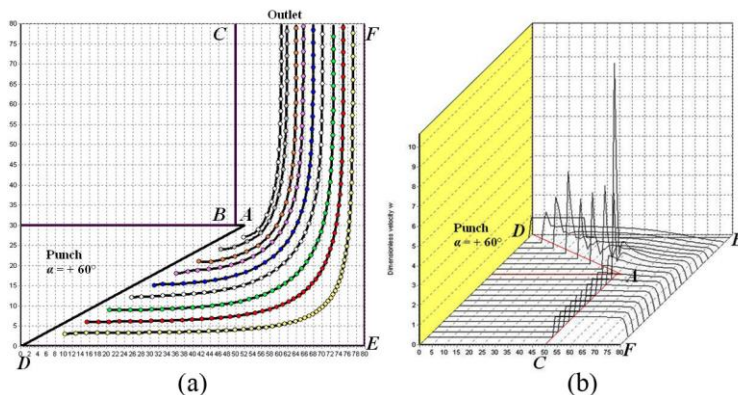 Outlet
80
C
F
75
70
65
60
55
50
45
40
35
30
B A
25
Punch
20
α = + 60°
15
10
5
E
0
0 2 4 6 8 10 12 14 16 18 20 22 24 26 28 30 32 34 36 38 40 42 44 46 48 50 52 54 56 58 60 62 64 66 68 70 72 74 76 78 80
D
(a)
10
9
8
7
6
5
4
3
2
1
0
Dimensionless velocity w
Punch
α = + 60°
D
E
A
0 5 10 15 20 25 30 35 40 45 50 55 60 65 70 75 80
C
F
(b)